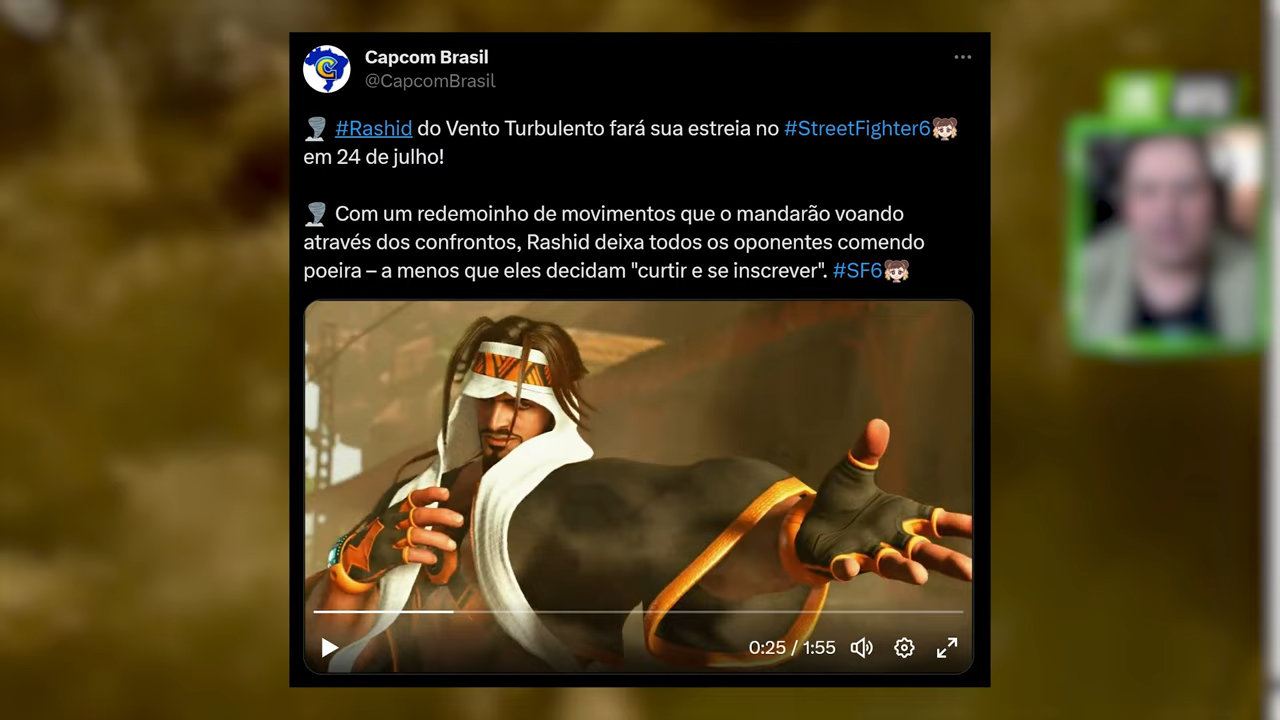 Capcom Brasil
@CapcomBrasil
#Rashid do Vento Turbulento fará sua estreia no #StreetFighter6
em 24 de julho!
Com um redemoinho de movimentos que o mandarão voando
através dos confrontos, Rashid deixa todos os oponentes comendo
poeira – a menos que eles decidam "curtir e se inscrever". #SF6
0:25 / 1:55